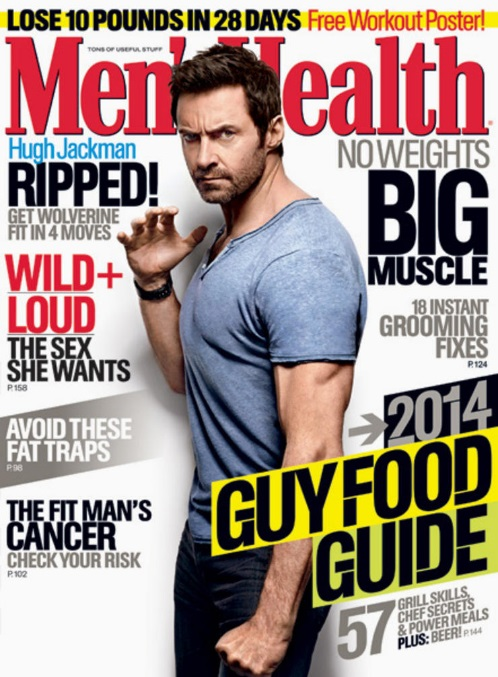 LOSE 10 POUNDS IN 28 DAYS Free Workout Poster!
TONS OF USEFUL STUFF
Men's Health
Hugh Jackman
RIPPED!
GET WOLVERINE
FIT IN 4 MOVES
WILD+
LOUD
THE SEX
SHE WANTS
P.158
AVOID THESE
FAT TRAPS
P.98
THE FIT MAN'S
CANCER
CHECK YOUR RISK
P.102
NO WEIGHTS
BIG
MUSCLE
18 INSTANT
GROOMING
FIXES
P.124
2014
GUY FOOD
GUIDE
57 GRILL SKILLS,
CHEF SECRETS
& POWER MEALS
PLUS: BEER! P.144